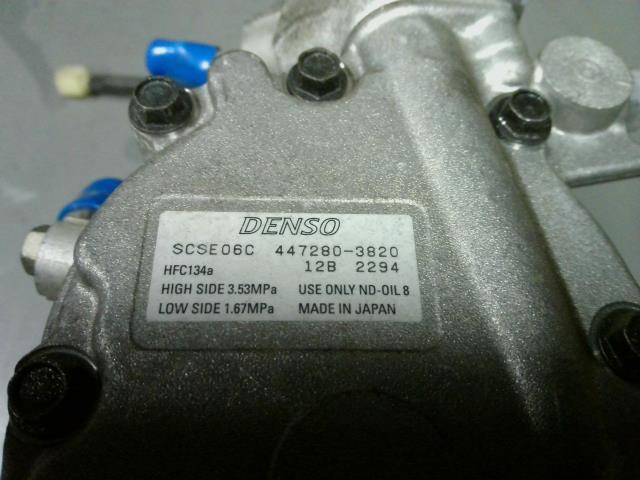 DENSO
SCSE06C 447280-3820
HFC134a 12B 2294
HIGH SIDE 3.53MPa USE ONLY ND-OIL 8
LOW SIDE 1.67MPa MADE IN JAPAN